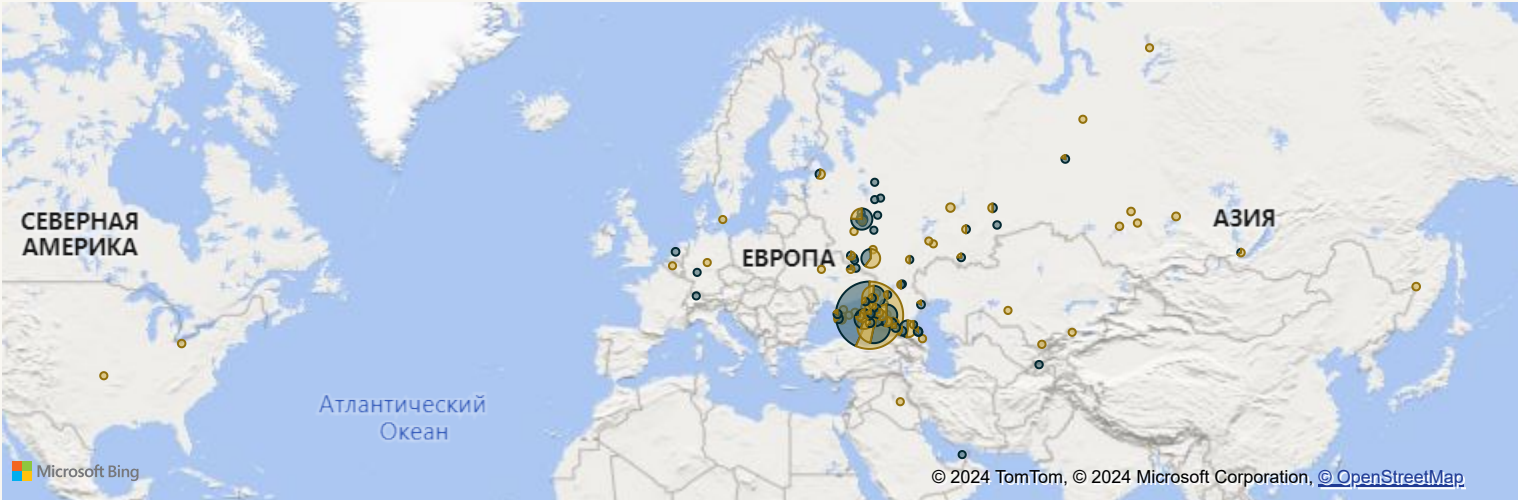 СЕВЕРНАЯ
АМЕРИКА
ЕВРОПА
АЗИЯ
Атлантический
Океан
Microsoft Bing
© 2024 TomTom, © 2024 Microsoft Corporation, © OpenStreetMap